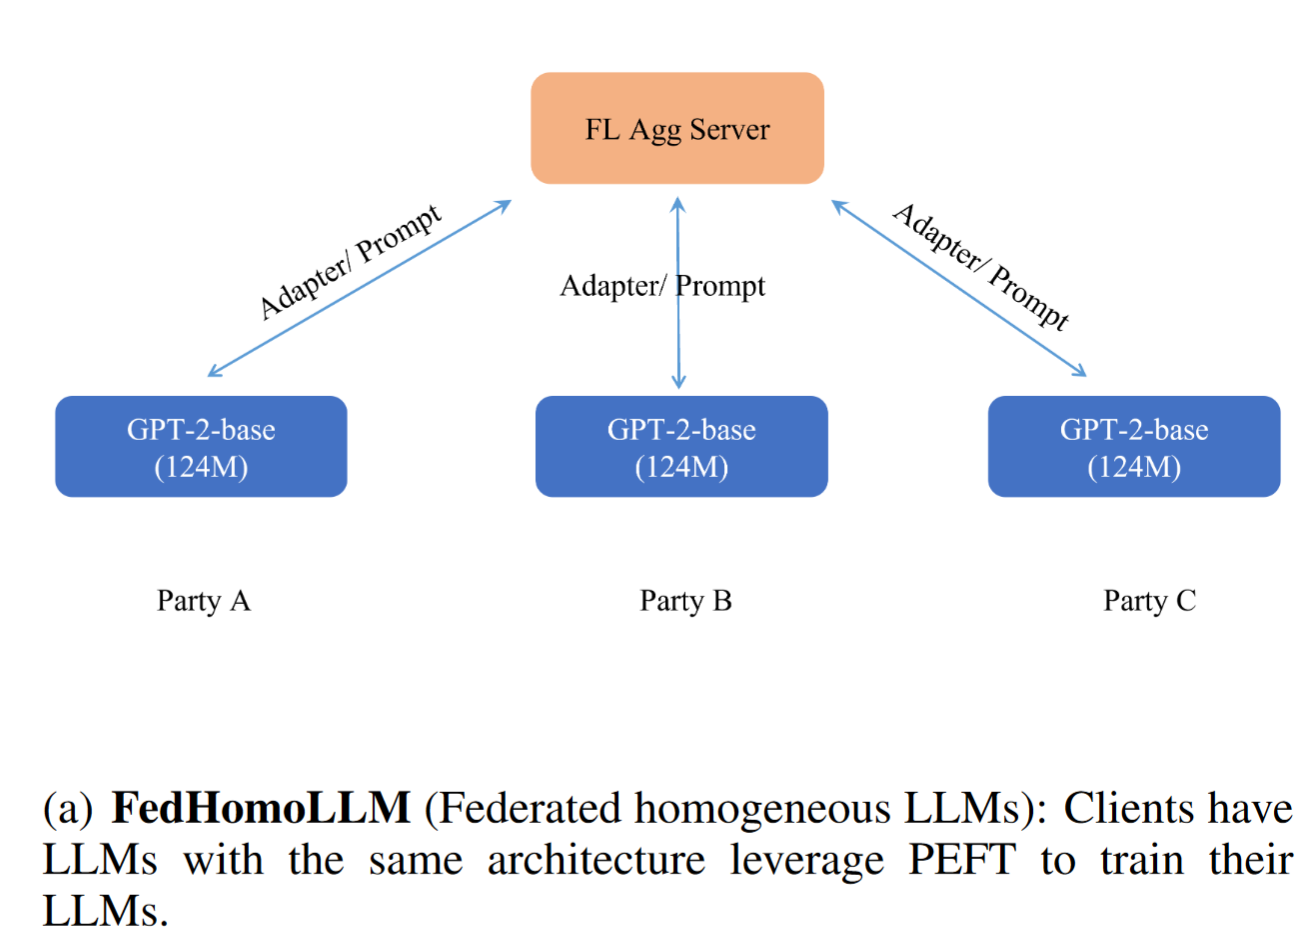 FL Agg Server
Adapter/ Prompt
Adapter/ Prompt
Adapter/ Prompt
GPT-2-base
(124M)
GPT-2-base
(124M)
GPT-2-base
(124M)
Party A
Party B
Party C
(a) FedHomoLLM (Federated homogeneous LLMs): Clients have
LLMs with the same architecture leverage PEFT to train their
LLMs.